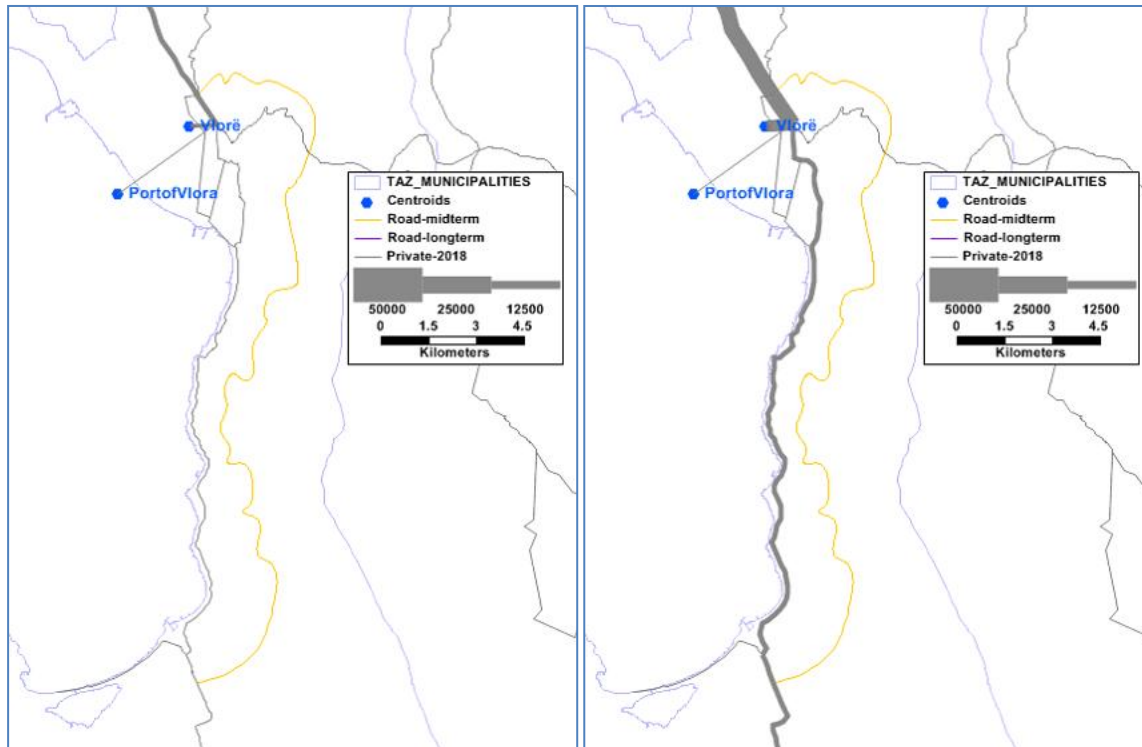 Vlorë
PortofVlora
TAZ_MUNICIPALITIES
Centroids
Road-midterm
Road-longterm
Private-2018
50000 25000 12500
0 1.5 3 4.5
Kilometers
Vlorë
PortofVlora
TAZ_MUNICIPALITIES
Centroids
Road-midterm
Road-longterm
Private-2018
50000 25000 12500
0 1.5 3 4.5
Kilometers